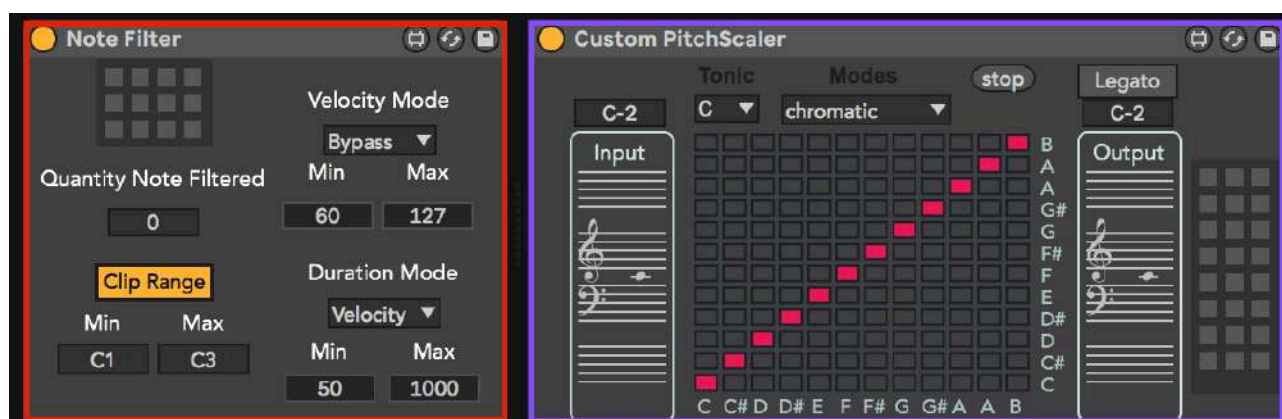 Note Filter
Velocity Mode
Bypass
Quantity Note Filtered
Min Max
0
60 127
Clip Range
Duration Mode
Velocity
Min Max
C1 C3
Min Max
50 1000
Custom PitchScaler
Tonic Modes
stop
Legato
C-2
C
chromatic
C-2
Input
Output
B
A
A
G#
G
F#
F
E
D#
D
C#
C
C C# D D# E F F# G G# A A B